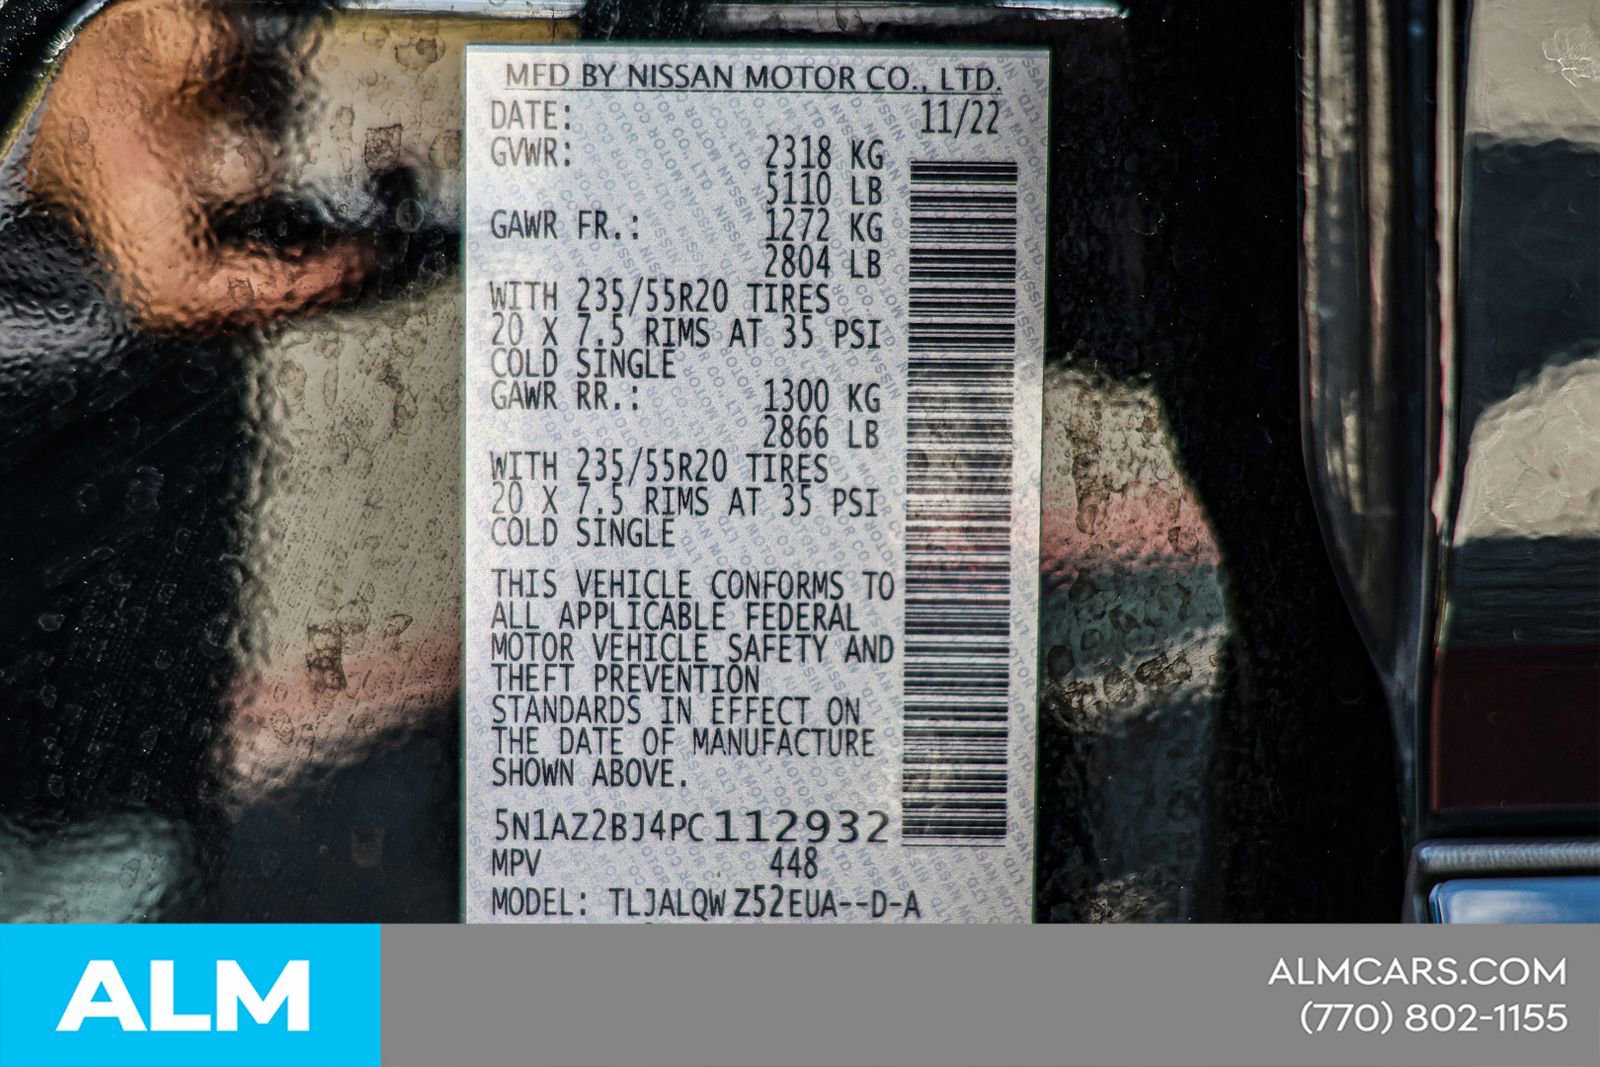 MFD BY NISSAN MOTOR CO., LTD.
DATE: 11/22
GVWR: 2318 KG
5110 LB
GAWR FR.: 1272 KG
2804 LB
WITH 235/55R20 TIRES
20 X 7.5 RIMS AT 35 PSI
COLD SINGLE
GAWR RR.: 1300 KG
2866 LB
WITH 235/55R20 TIRES
20 X 7.5 RIMS AT 35 PSI
COLD SINGLE
THIS VEHICLE CONFORMS TO
ALL APPLICABLE FEDERAL
MOTOR VEHICLE SAFETY AND
THEFT PREVENTION
STANDARDS IN EFFECT ON
THE DATE OF MANUFACTURE
SHOWN ABOVE.
5N1AZ2BJ4PC112932
MPV 448
MODEL: TLJALQW Z52EUA--D-A
ALM
ALMCARS.COM
(770) 802-1155